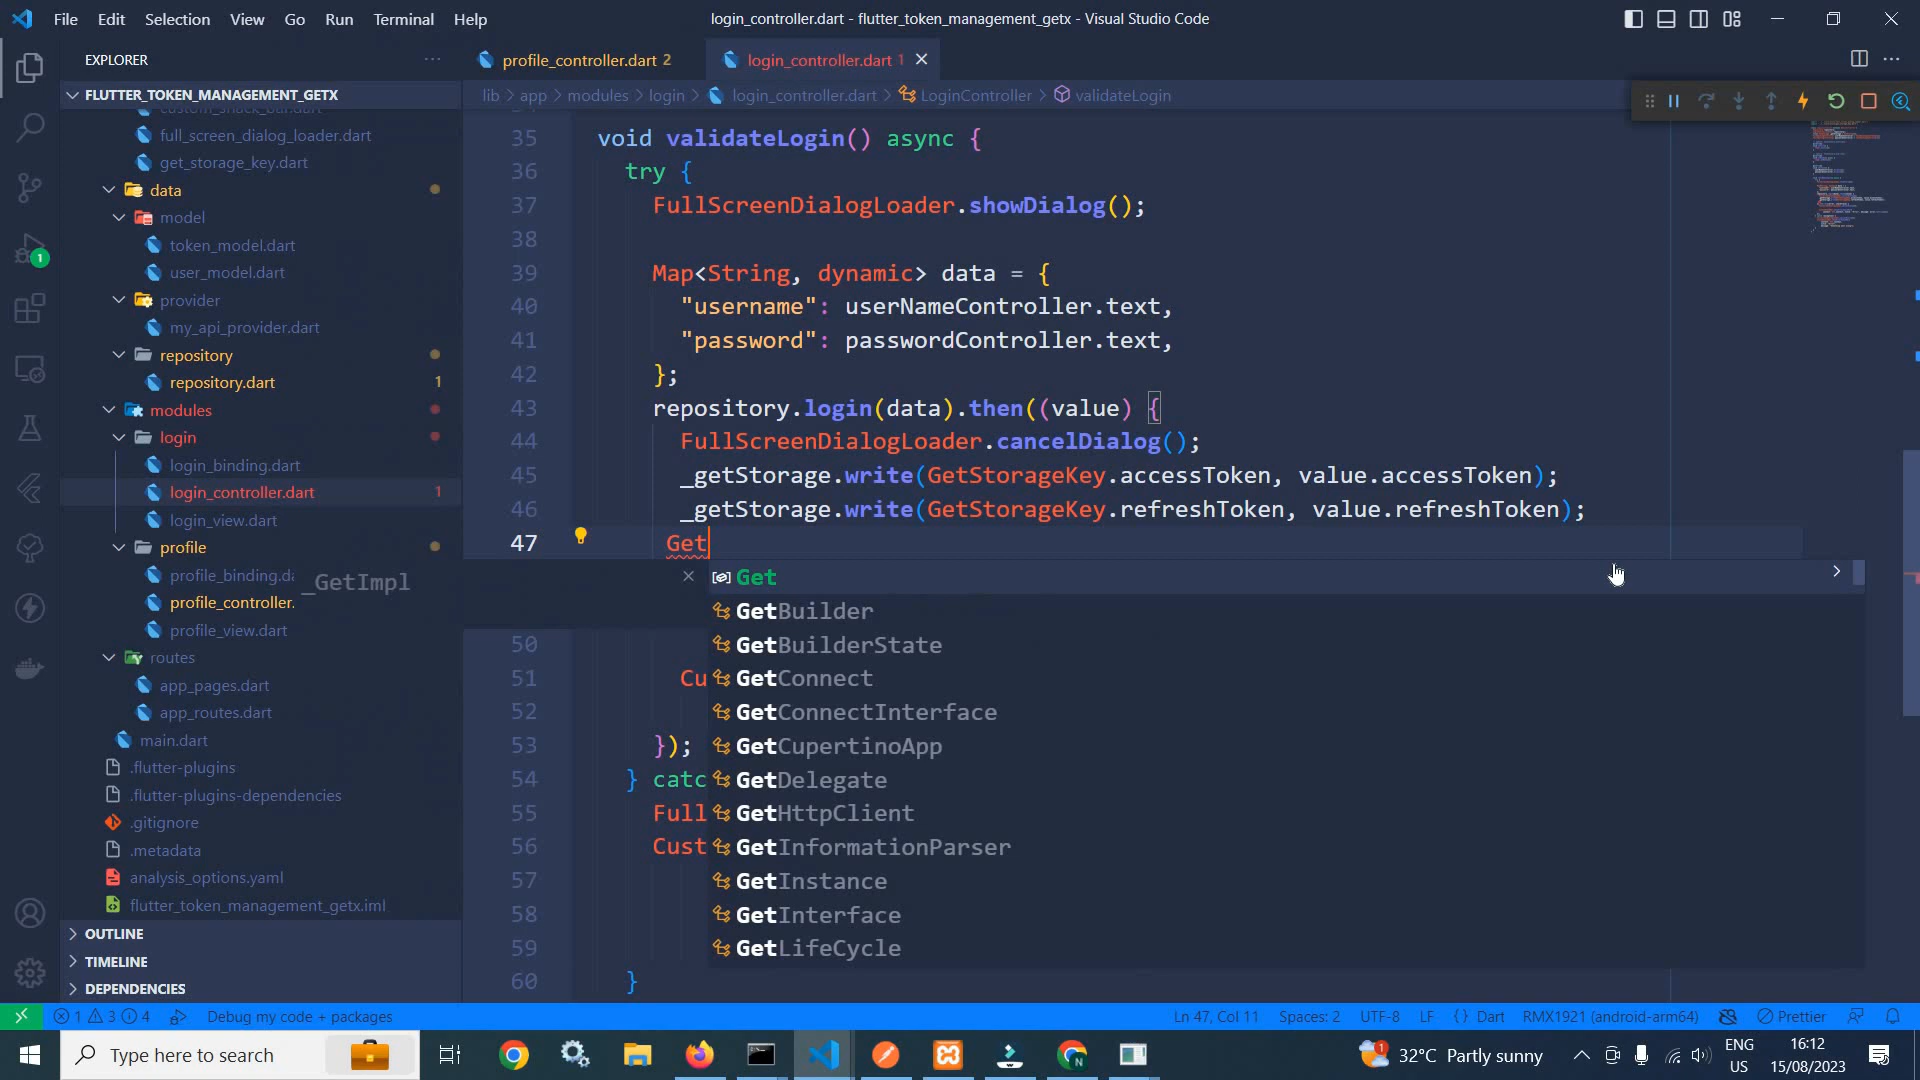 File Edit Selection View Go Run Terminal Help
login_controller.dart - flutter_token_management_getx - Visual Studio Code
EXPLORER
profile_controller.dart 2
login_controller.dart 1
FLUTTER_TOKEN_MANAGEMENT_GETX
lib > app > modules > login > login_controller.dart > LoginController > validateLogin
full_screen_dialog_loader.dart
get_storage_key.dart
data
model
token_model.dart
user_model.dart
provider
my_api_provider.dart
repository
repository.dart 1
modules
login
login_binding.dart
login_controller.dart 1
login_view.dart
profile
profile_binding.da
profile_controller.
profile_view.dart
routes
app_pages.dart
app_routes.dart
main.dart
.flutter-plugins
.flutter-plugins-dependencies
.gitignore
.metadata
analysis_options.yaml
flutter_token_management_getx.iml
OUTLINE
TIMELINE
DEPENDENCIES
1
_GetImpl
35 void validateLogin() async {
36 try {
37 FullScreenDialogLoader.showDialog();
38
39 Map<String, dynamic> data = {
40 "username": userNameController.text,
41 "password": passwordController.text,
42 };
43 repository.login(data).then((value) {
44 FullScreenDialogLoader.cancelDialog();
45 _getStorage.write(GetStorageKey.accessToken, value.accessToken);
46 _getStorage.write(GetStorageKey.refreshToken, value.refreshToken);
47 Get
Get
GetBuilder
50 GetBuilderState
51 Cu GetConnect
52 GetConnectInterface
53 }); GetCupertinoApp
54 } catc GetDelegate
55 Full GetHttpClient
56 Cust GetInformationParser
57 GetInstance
58 GetInterface
59 GetLifeCycle
60 }
1 3 4 Debug my code + packages
Ln 47, Col 11 Spaces: 2 UTF-8 LF {} Dart RMX1921 (android-arm64) Prettier
Type here to search
32°C Partly sunny
ENG
US
16:12
15/08/2023